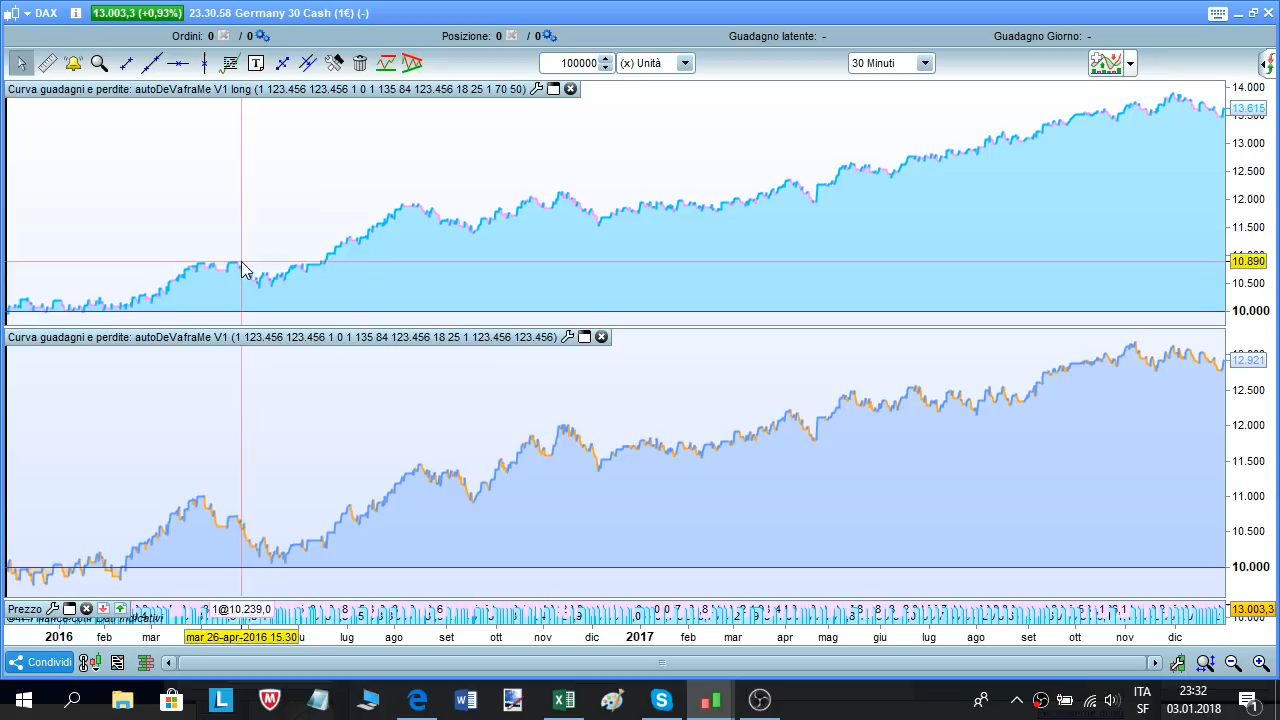 DAX 13.003,3 (+0,93%) 23.30.58 Germany 30 Cash (1€) (-)
Ordini: 0 / 0 Posizione: 0 / 0 Guadagno latente: - Guadagno Giorno: -
100000 (x) Unità 30 Minuti
Curva guadagni e perdite: autoDeVafraMe V1 long (1 123.456 123.456 1 0 1 135 84 123.456 18 25 1 70 50)
14.000
13.615
13.000
12.500
12.000
11.500
10.890
10.500
10.000
Curva guadagni e perdite: autoDeVafraMe V1 (1 123.456 123.456 1 0 1 135 84 123.456 18 25 1 123.456 123.456)
12.921
12.500
12.000
11.500
11.000
10.500
10.000
Prezzo 1@10.239,0 13.003,3
2016 feb mar mar 26-apr-2016 15.30 lug ago set ott nov dic 2017 feb mar apr mag giu lug ago set ott nov dic
Condividi
ITA 23:32
SF 03.01.2018 1